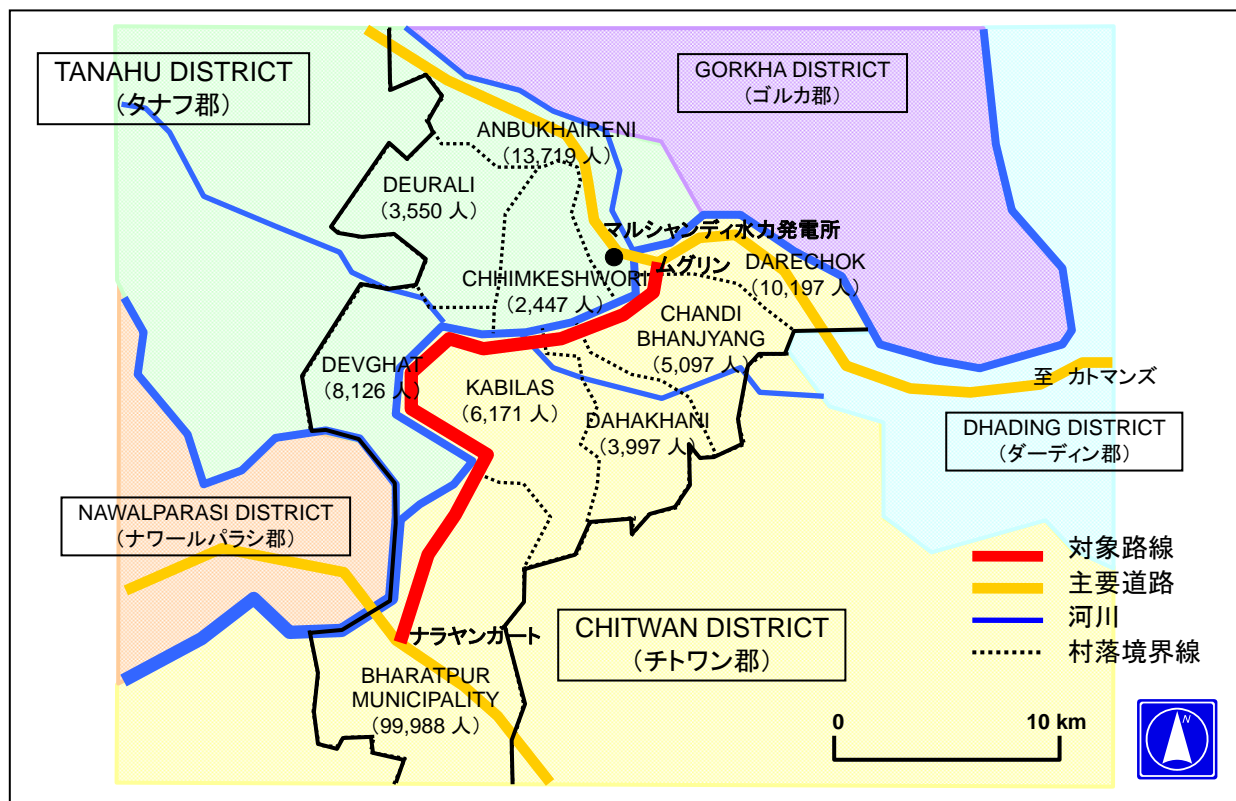 TANAHU DISTRICT
（タナフ郡）
GORKHA DISTRICT
（ゴルカ郡）
ANBUKHAIRENI
（13,719 人）
DEURALI
（3,550 人）
マルシャンディ水力発電所
ムグリン
DARECHOK
（10,197 人）
CHHIMKESHWORI
（2,447 人）
CHANDI
BHANJYANG
（5,097 人）
DEVGHAT
（8,126 人）
KABILAS
（6,171 人）
DAHAKHANI
（3,997 人）
至 カトマンズ
DHADING DISTRICT
（ダーディン郡）
NAWALPARASI DISTRICT
（ナワールパラシ郡）
対象路線
主要道路
河川
村落境界線
ナラヤンガート
CHITWAN DISTRICT
（チトワン郡）
BHARATPUR
MUNICIPALITY
（99,988 人）
0 10 km
N